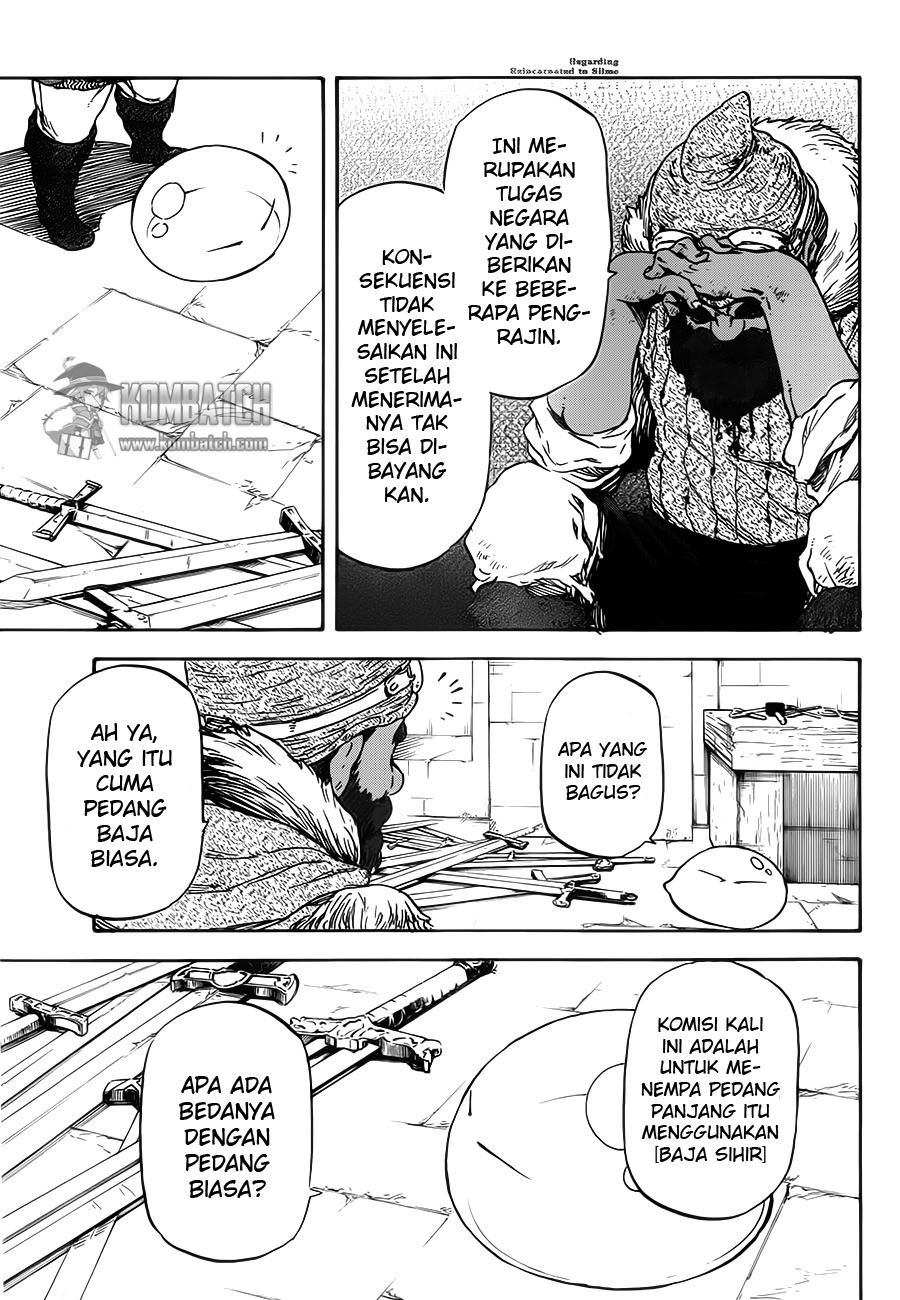 Regarding
Reincarnated to Slime
INI ME-
RUPAKAN
TUGAS
NEGARA
YANG DI-
BERIKAN
KE BEBE-
RAPA PENG-
RAJIN.
KON-
SEKUENSI
TIDAK
MENYELE-
SAIKAN INI
SETELAH
MENERIMA-
NYA TAK
BISA DI-
BAYANG
KAN.
KOMBATCH
www.kombatch.com
APA YANG
INI TIDAK
BAGUS?
AH YA,
YANG ITU
CUMA
PEDANG
BAJA
BIASA.
KOMISI KALI
INI ADALAH
UNTUK ME-
NEMPA PEDANG
PANJANG ITU
MENGGUNAKAN
[BAJA SIHIR]
APA ADA
BEDANYA
DENGAN
PEDANG
BIASA?